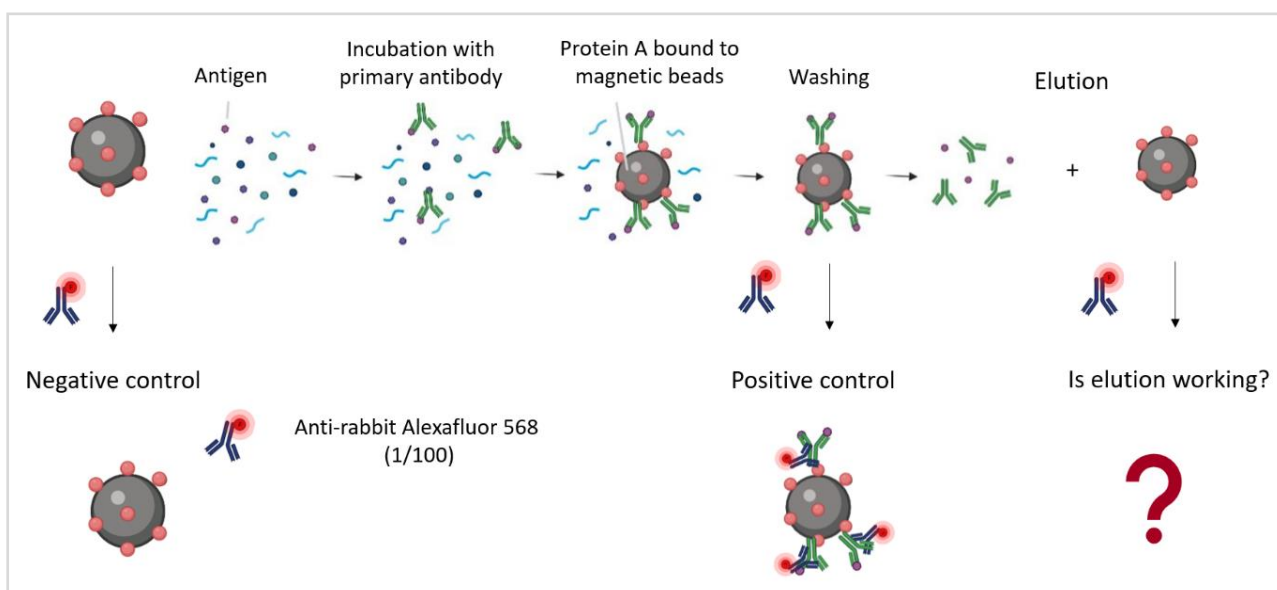 Antigen
Incubation with
primary antibody
Protein A bound to
magnetic beads
Washing
Elution
+
Negative control
Anti-rabbit Alexafluor 568
(1/100)
Positive control
Is elution working?
?